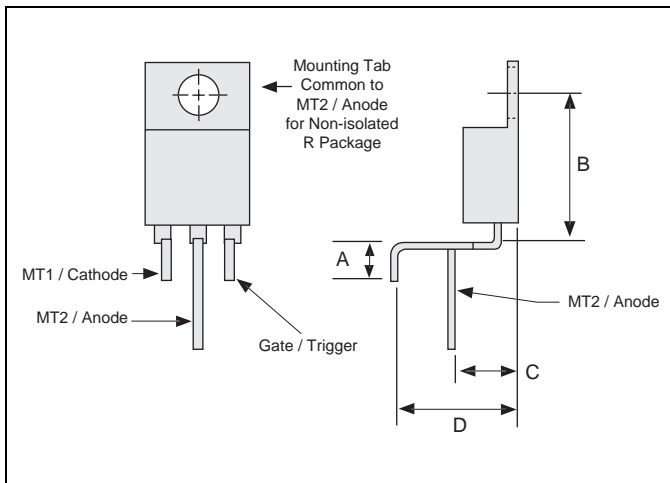 Mounting Tab
Common to
MT2 / Anode
for Non-isolated
R Package
B
A
MT1 / Cathode
MT2 / Anode
MT2 / Anode
Gate / Trigger
C
D